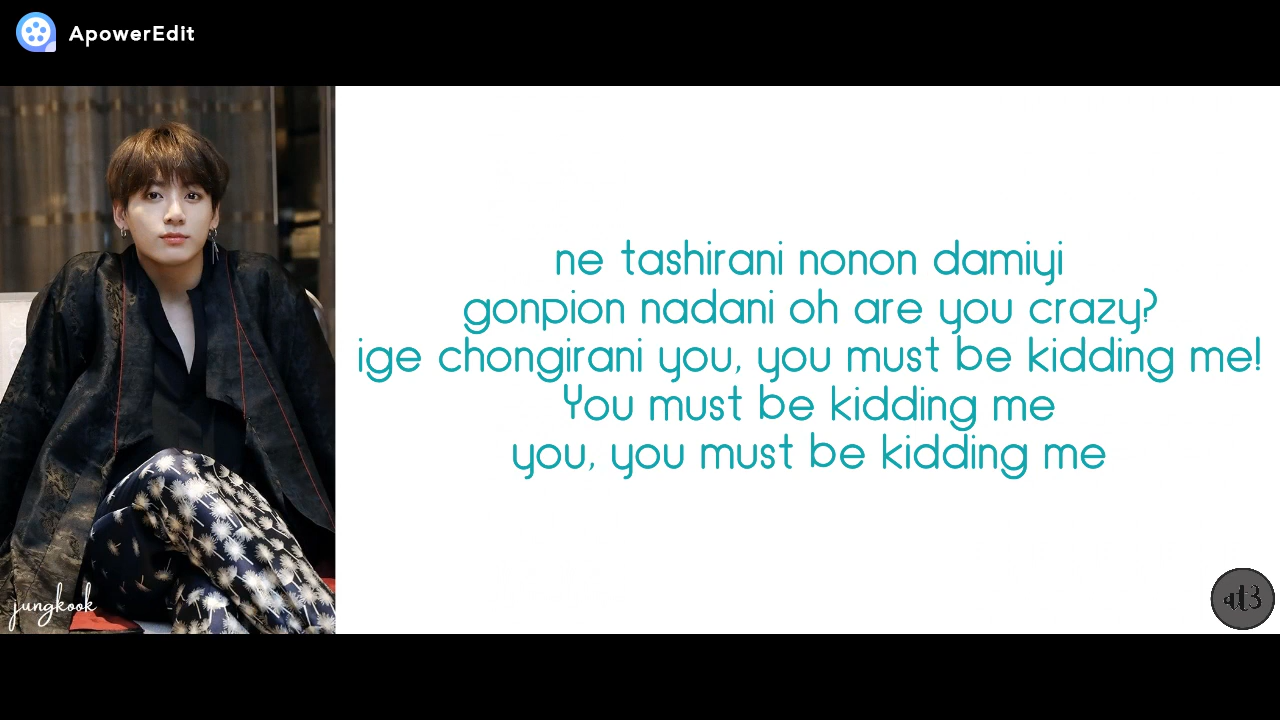 ApowerEdit
ne tashirani nonon damiyi
gonpion nadani oh are you crazy?
ige chongirani you, you must be kidding me!
You must be kidding me
you, you must be kidding me
jungkook